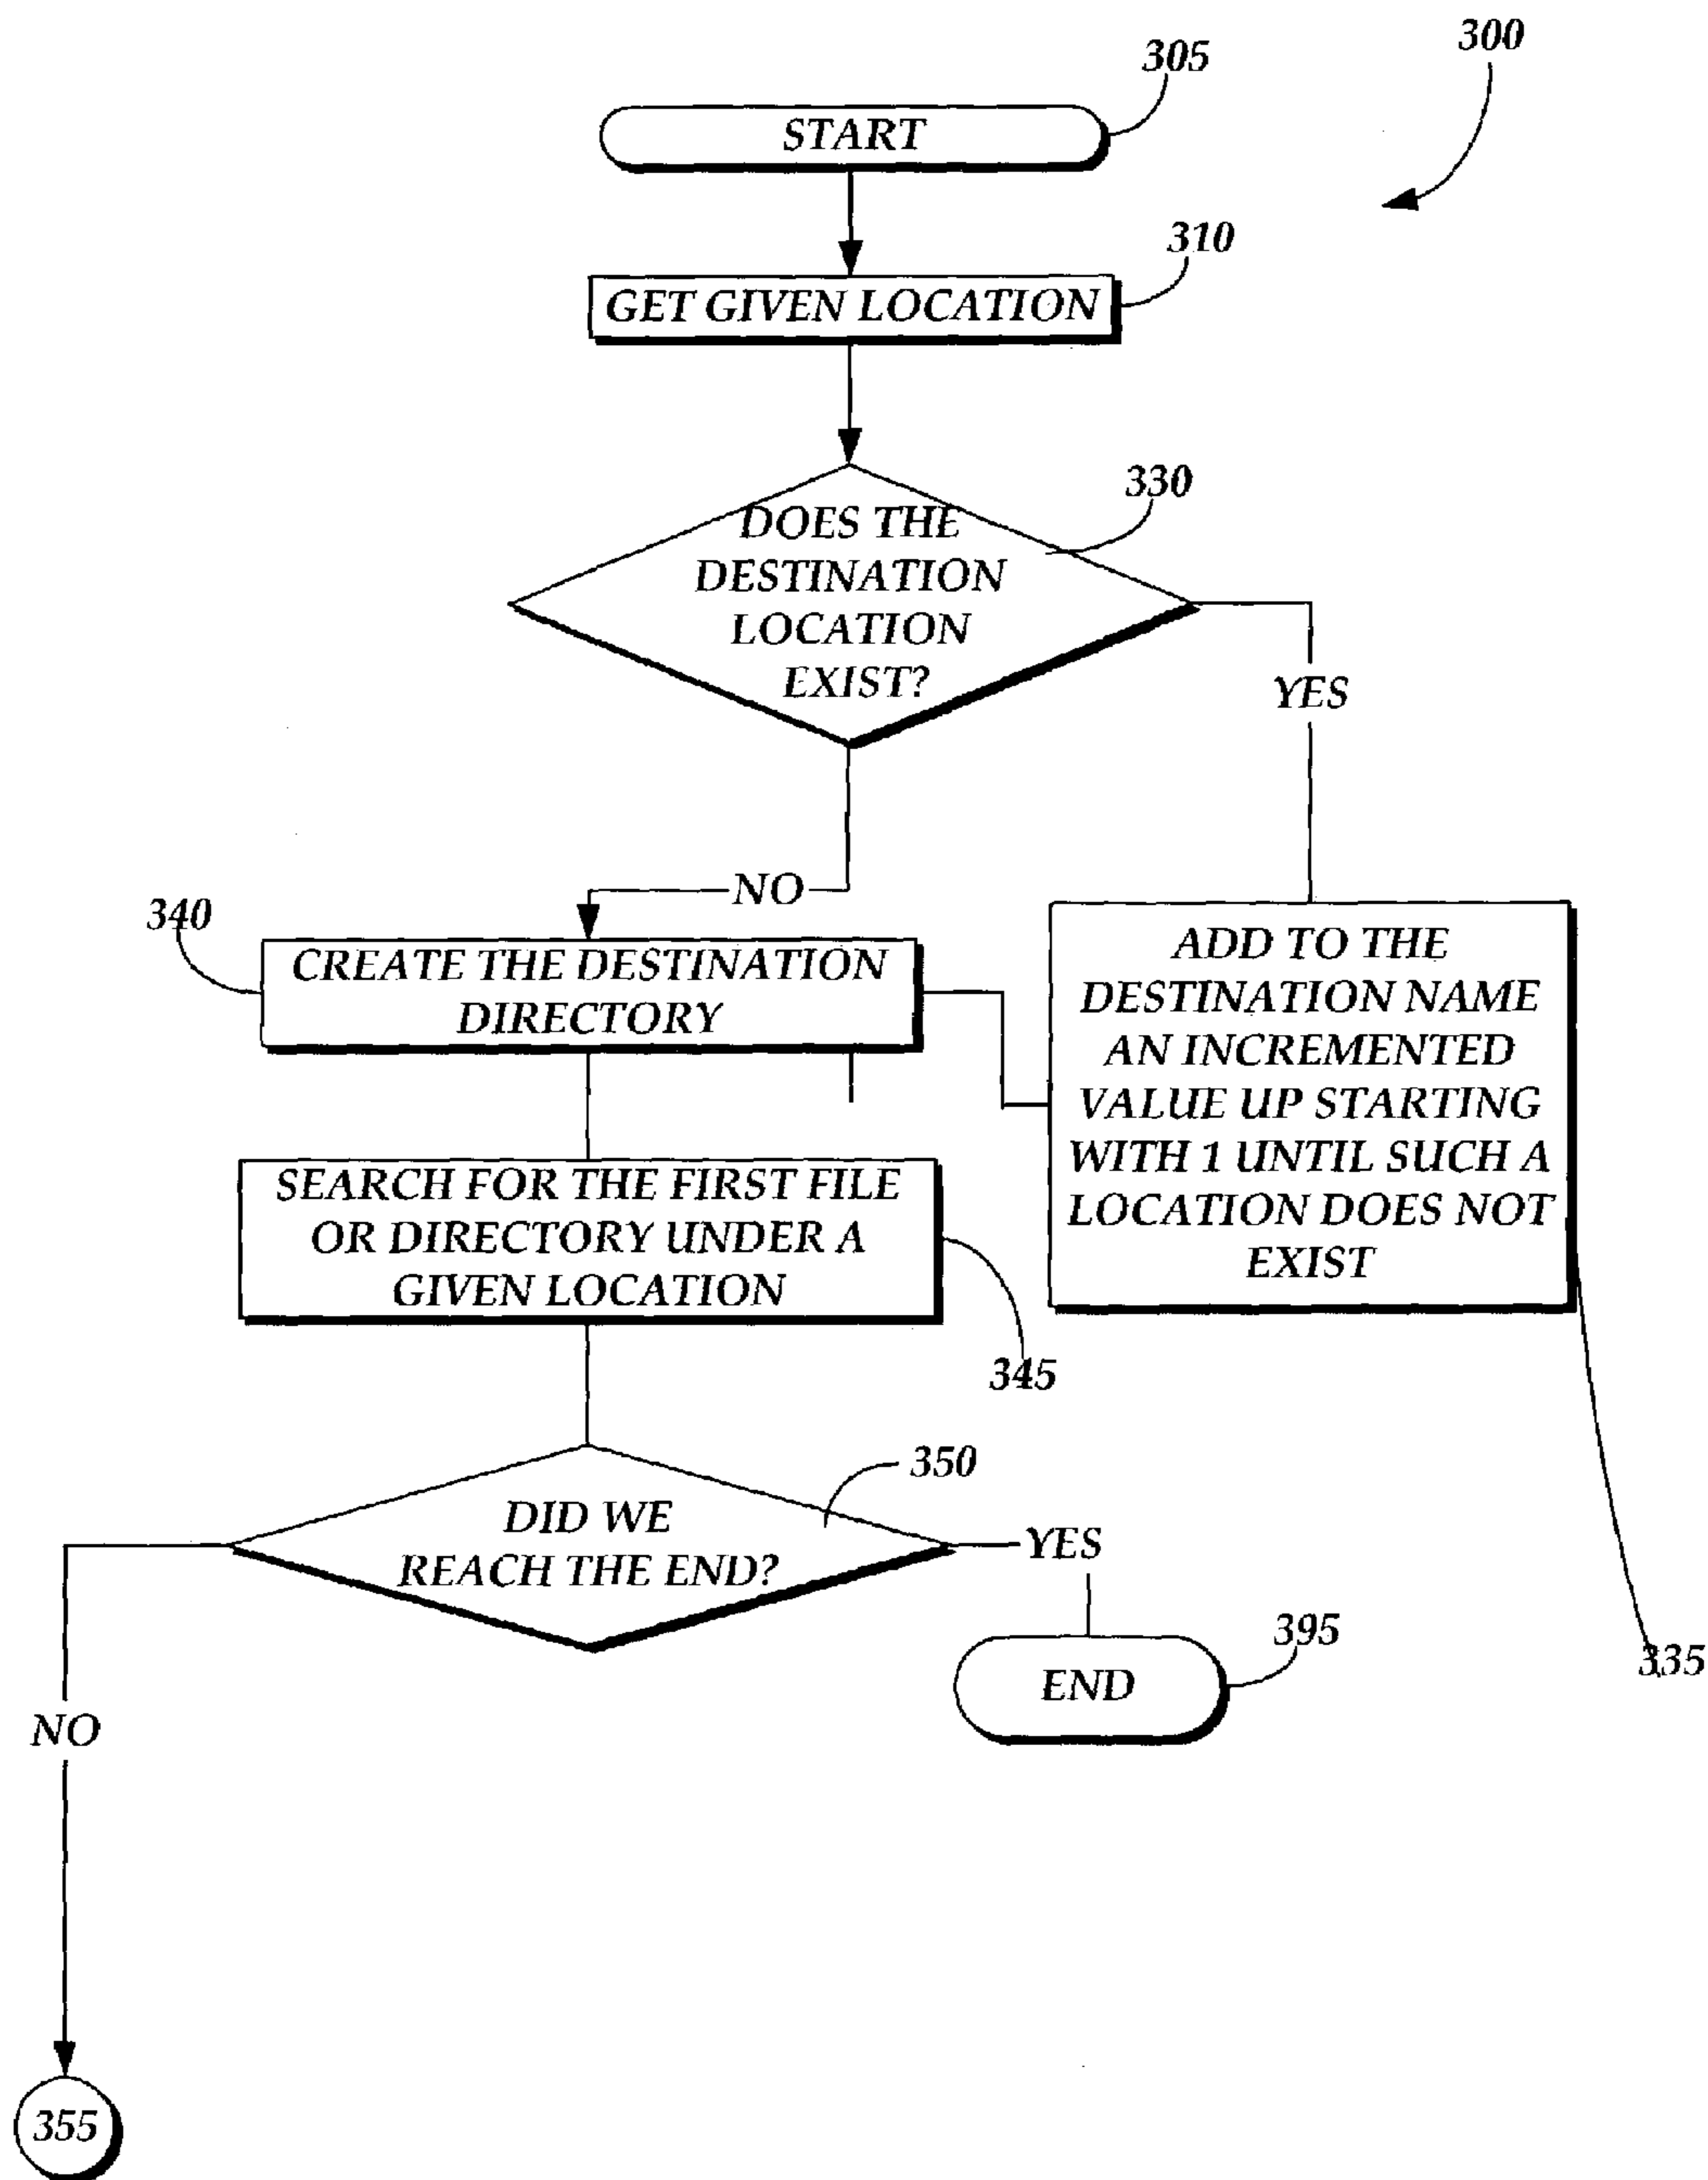 300
305
START
310
GET GIVEN LOCATION
330
DOES THE
DESTINATION
LOCATION
EXIST?
YES
NO
340
CREATE THE DESTINATION
DIRECTORY
ADD TO THE
DESTINATION NAME
AN INCREMENTED
VALUE UP STARTING
WITH 1 UNTIL SUCH A
LOCATION DOES NOT
EXIST
SEARCH FOR THE FIRST FILE
OR DIRECTORY UNDER A
GIVEN LOCATION
345
350
DID WE
REACH THE END?
YES
395
END
335
NO
355